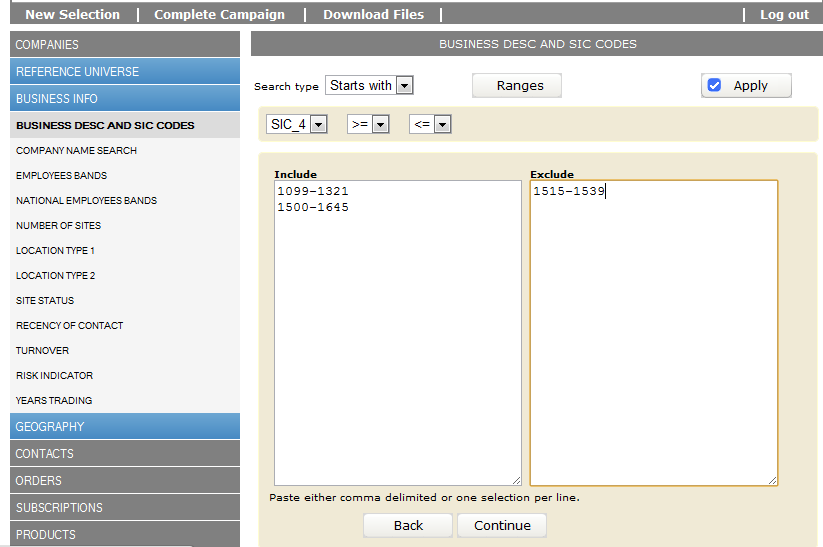 New Selection | Complete Campaign | Download Files | | Log out
COMPANIES
REFERENCE UNIVERSE
BUSINESS INFO
BUSINESS DESC AND SIC CODES
COMPANY NAME SEARCH
EMPLOYEES BANDS
NATIONAL EMPLOYEES BANDS
NUMBER OF SITES
LOCATION TYPE 1
LOCATION TYPE 2
SITE STATUS
RECENCY OF CONTACT
TURNOVER
RISK INDICATOR
YEARS TRADING
GEOGRAPHY
CONTACTS
ORDERS
SUBSCRIPTIONS
PRODUCTS
BUSINESS DESC AND SIC CODES
Search type Starts with Ranges Apply
SIC_4 >= <=
Include Exclude
1099-1321 1515-1539
1500-1645
Paste either comma delimited or one selection per line.
Back Continue